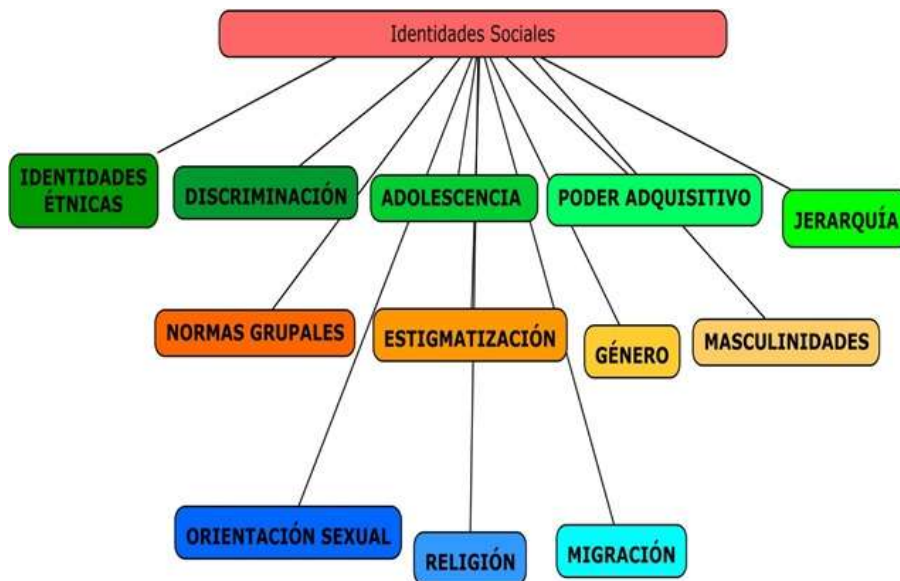 Identidades Sociales
IDENTIDADES
ÉTNICAS
DISCRIMINACIÓN
ADOLESCENCIA
PODER ADQUISITIVO
JERARQUÍA
NORMAS GRUPALES
ESTIGMATIZACIÓN
GÉNERO
MASCULINIDADES
ORIENTACIÓN SEXUAL
RELIGIÓN
MIGRACIÓN